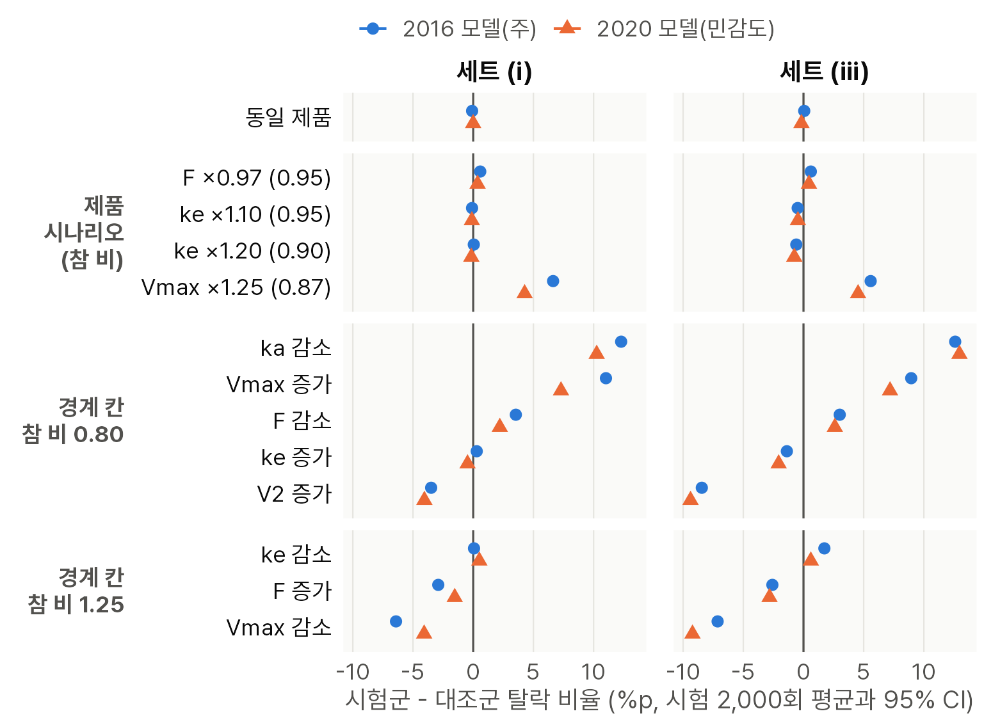 2016 모델(주) 2020 모델(민감도)
세트 (i) 세트 (iii)
동일 제품
제품
시나리오
(참 비)
F ×0.97 (0.95)
ke ×1.10 (0.95)
ke ×1.20 (0.90)
Vmax ×1.25 (0.87)
경계 칸
참 비 0.80
ka 감소
Vmax 증가
F 감소
ke 증가
V2 증가
경계 칸
참 비 1.25
ke 감소
F 증가
Vmax 감소
-10 -5 0 5 10 -10 -5 0 5 10
시험군 - 대조군 탈락 비율 (%p, 시험 2,000회 평균과 95% CI)